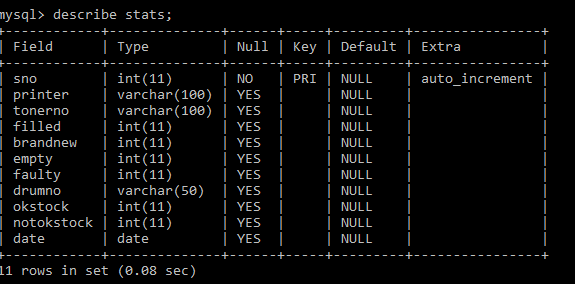 mysql> describe stats;
+------------+--------------+------+-----+---------+----------------+
| Field      | Type         | Null | Key | Default | Extra          |
+------------+--------------+------+-----+---------+----------------+
| sno        | int(11)      | NO   | PRI | NULL    | auto_increment |
| printer    | varchar(100) | YES  |     | NULL    |                |
| tonerno    | varchar(100) | YES  |     | NULL    |                |
| filled     | int(11)      | YES  |     | NULL    |                |
| brandnew   | int(11)      | YES  |     | NULL    |                |
| empty      | int(11)      | YES  |     | NULL    |                |
| faulty     | int(11)      | YES  |     | NULL    |                |
| drumno     | varchar(50)  | YES  |     | NULL    |                |
| okstock    | int(11)      | YES  |     | NULL    |                |
| notokstock | int(11)      | YES  |     | NULL    |                |
| date       | date         | YES  |     | NULL    |                |
+------------+--------------+------+-----+---------+----------------+
11 rows in set (0.08 sec)